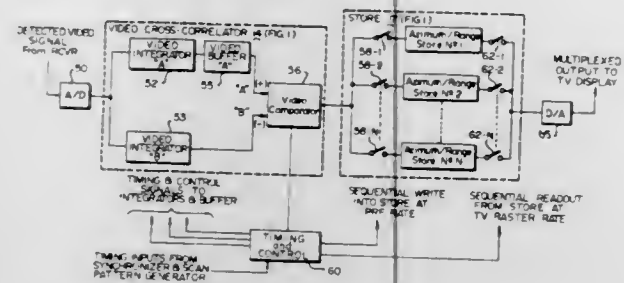 DETECTED VIDEO
SIGNAL
from RCVR
VIDEO CROSS-CORRELATOR 14 (FIG.1)
STORE 17 (FIG.1)
50
A/D
VIDEO
INTEGRATOR
"A"
52
VIDEO
BUFFER
"A"
55
"A"
(+)
56
Video
Comparator
"B"
(-)
53
VIDEO
INTEGRATOR
"B"
58-1
Azimuth/Range
Store Nº 1
62-1
58-2
Azimuth/Range
Store Nº 2
62-2
58-N
Azimuth/Range
Store Nº N
62-N
MULTIPLEXED
OUTPUT TO
TV DISPLAY
D/A
65
TIMING & CONTROL
SIGNALS TO
INTEGRATORS & BUFFER
SEQUENTIAL WRITE
INTO STORE AT
PRF RATE
SEQUENTIAL READOUT
FROM STORE AT
TV RASTER RATE
TIMING
and
CONTROL
60
TIMING INPUTS FROM
SYNCHRONIZER & SCAN
PATTERN GENERATOR